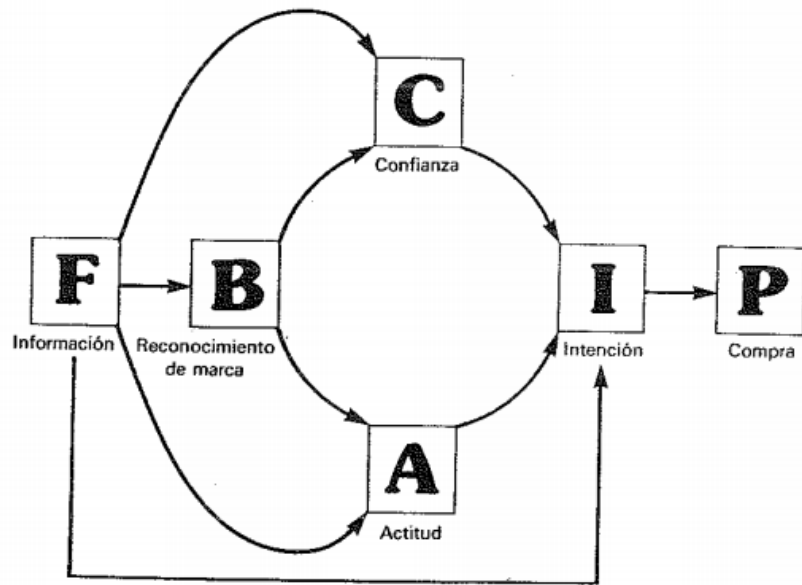 C
Confianza
F
Información
B
Reconocimiento
de marca
I
Intención
P
Compra
A
Actitud